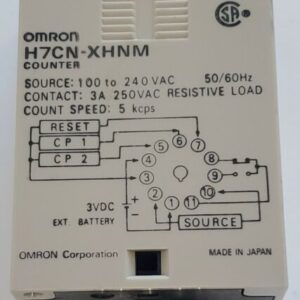 OMRON
H7CN-XHNM
COUNTER
SOURCE: 100 to 240VAC 50/60Hz
CONTACT: 3A 250VAC RESISTIVE LOAD
COUNT SPEED: 5 kcps
RESET
CP 1
CP 2
6
7
5
8
4
9
3
10
2
1
11
3VDC
+
−
EXT. BATTERY
SOURCE
OMRON Corporation
MADE IN JAPAN